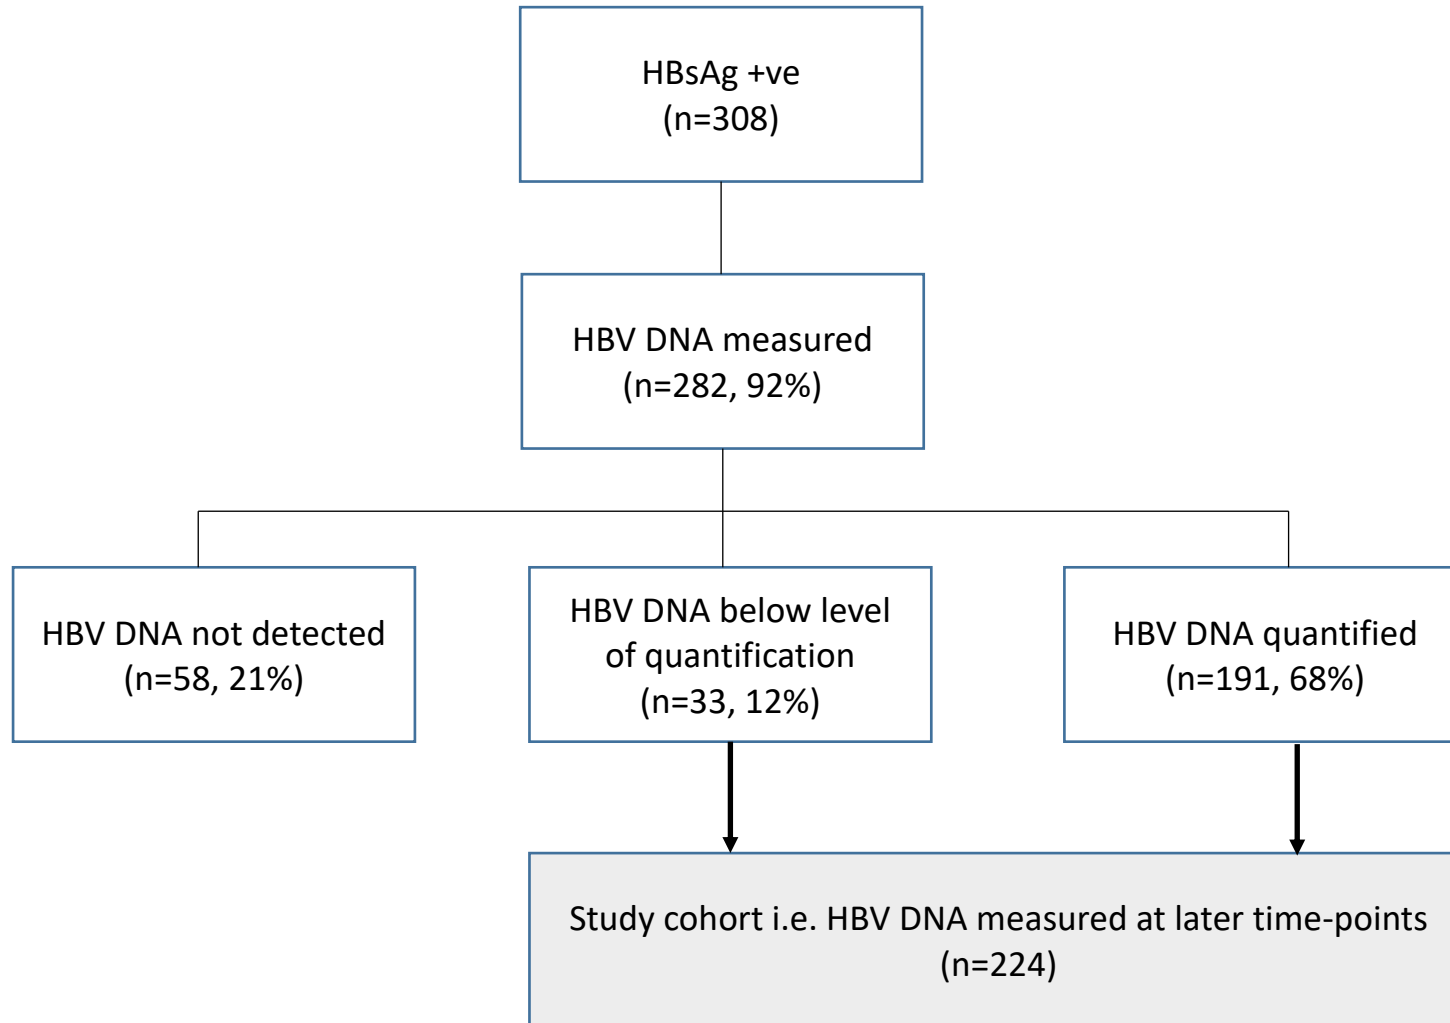 HBsAg +ve
(n=308)
HBV DNA measured
(n=282, 92%)
HBV DNA not detected
(n=58, 21%)
HBV DNA below level
of quantification
(n=33, 12%)
HBV DNA quantified
(n=191, 68%)
Study cohort i.e. HBV DNA measured at later time-points
(n=224)